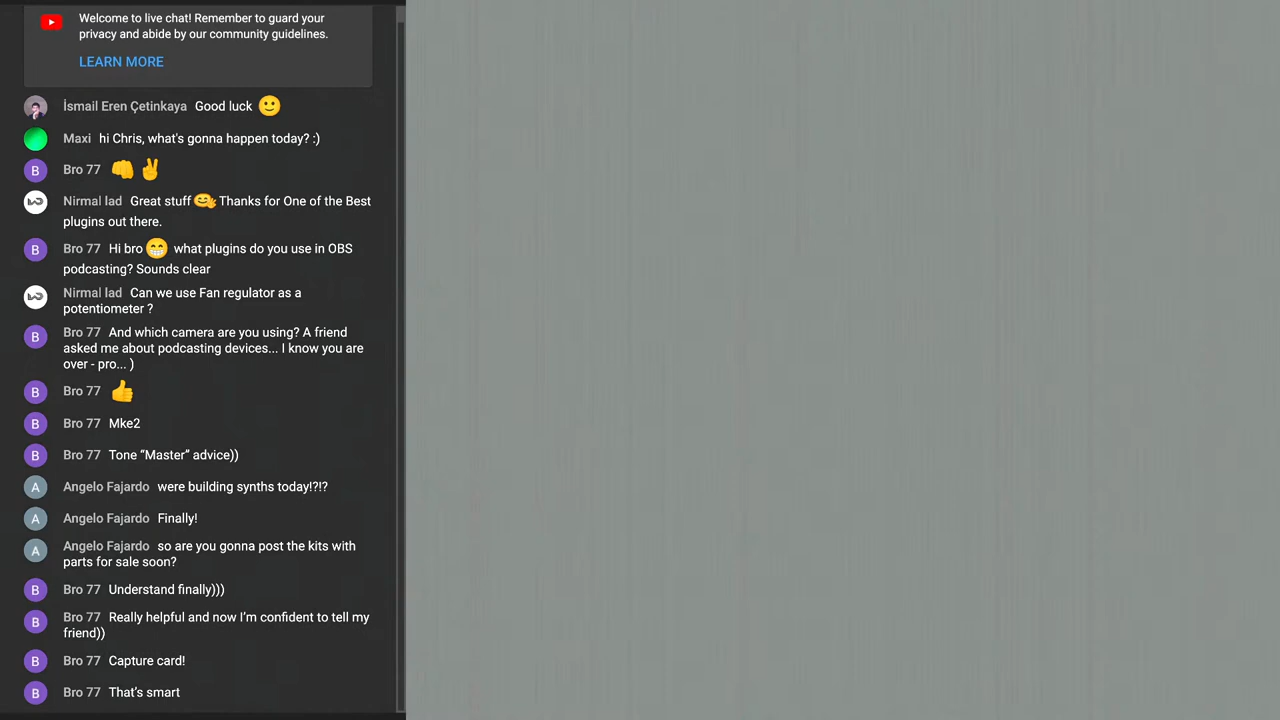 Welcome to live chat! Remember to guard your
privacy and abide by our community guidelines.
LEARN MORE
İsmail Eren Çetinkaya Good luck 🙂
Maxi hi Chris, what's gonna happen today? :)
B Bro 77 👊 ✌️
Nirmal lad Great stuff 🤗 Thanks for One of the Best
plugins out there.
B Bro 77 Hi bro 😁 what plugins do you use in OBS
podcasting? Sounds clear
Nirmal lad Can we use Fan regulator as a
potentiometer ?
B Bro 77 And which camera are you using? A friend
asked me about podcasting devices... I know you are
over - pro... )
B Bro 77 👍
B Bro 77 Mke2
B Bro 77 Tone “Master” advice))
A Angelo Fajardo were building synths today!?!?
A Angelo Fajardo Finally!
A Angelo Fajardo so are you gonna post the kits with
parts for sale soon?
B Bro 77 Understand finally)))
B Bro 77 Really helpful and now I’m confident to tell my
friend))
B Bro 77 Capture card!
B Bro 77 That’s smart